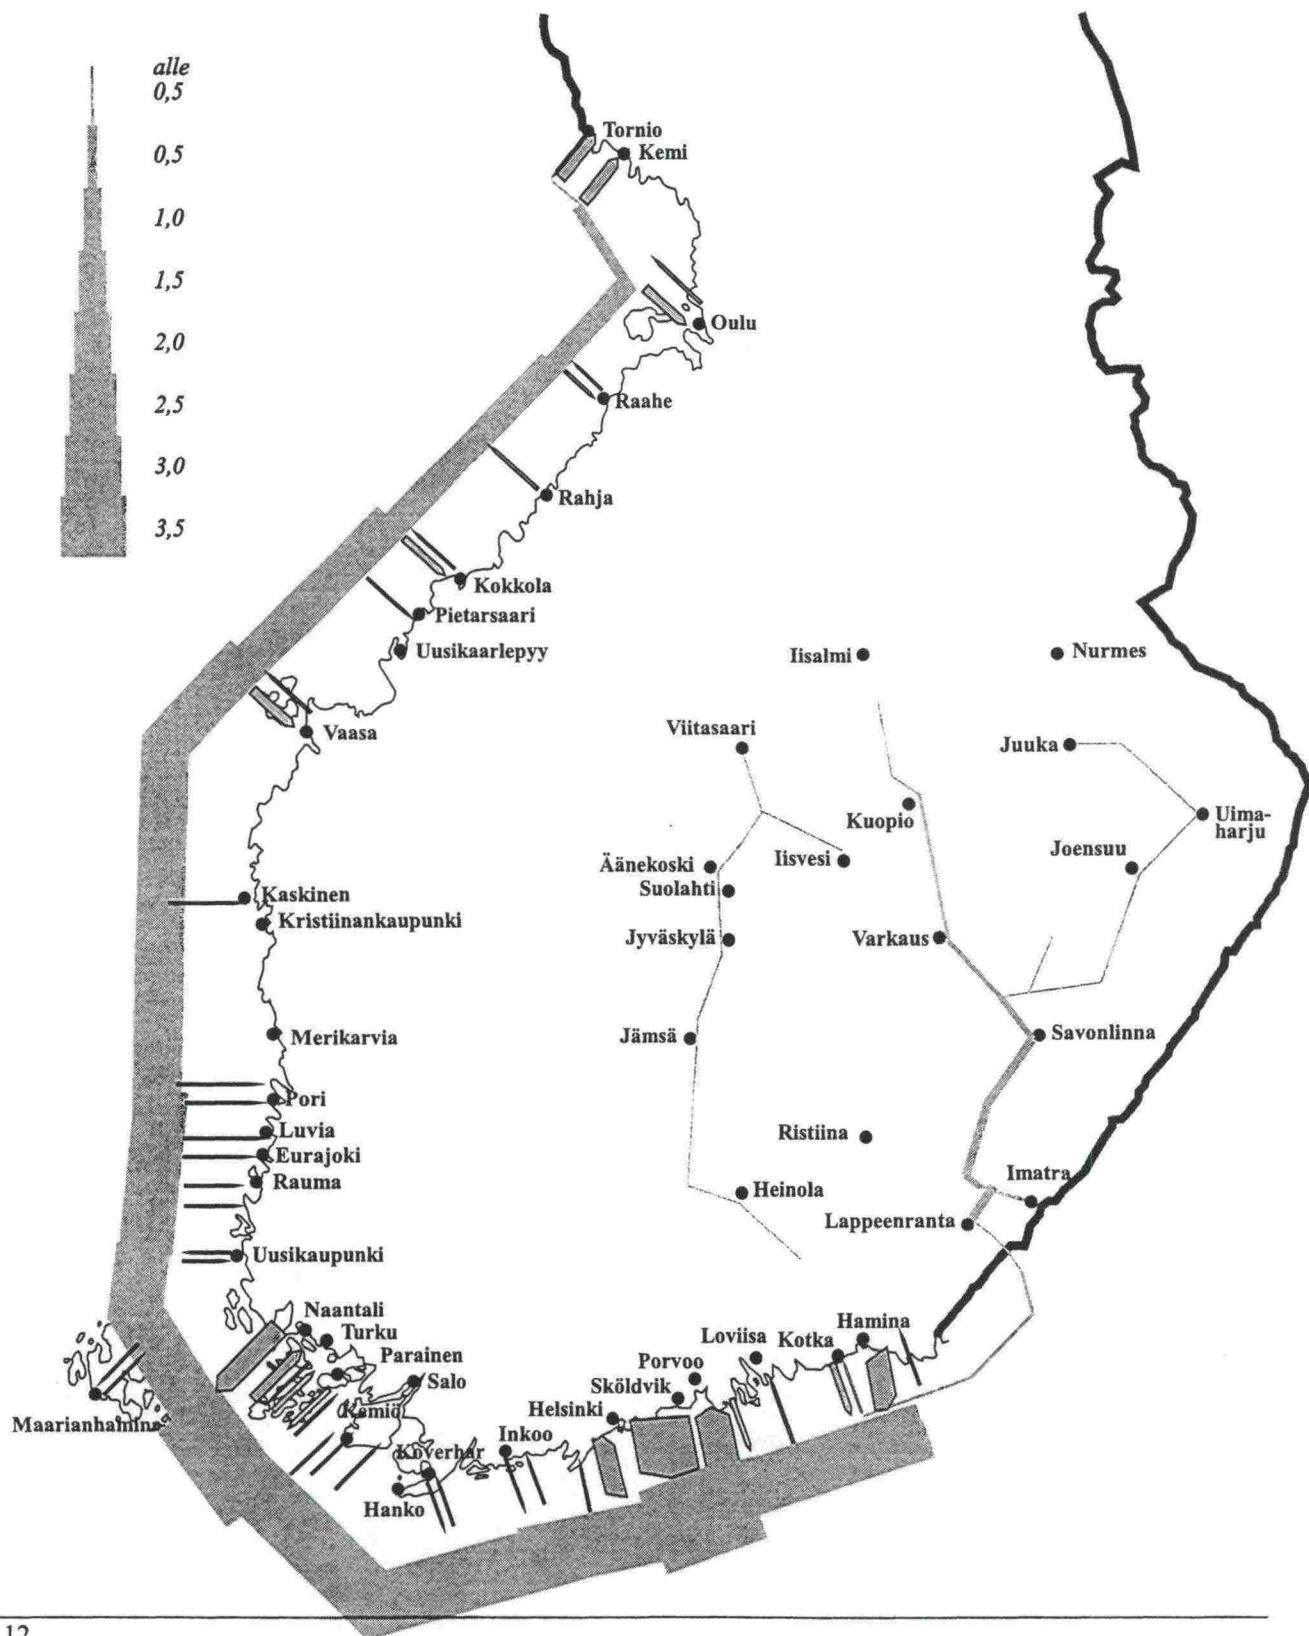 alle
0,5
0,5
1,0
1,5
2,0
2,5
3,0
3,5
Tornio
Kemi
Oulu
Raahe
Rahja
Kokkola
Pietarsaari
Uusikaarlepyy
Vaasa
Iisalmi
Nurmes
Viitasaari
Juuka
Kuopio
Uima-
harju
Joensuu
Iisvesi
Äänekoski
Suolahti
Kaskinen
Kristiinankaupunki
Jyväskylä
Varkaus
Merikarvia
Jämsä
Savonlinna
Pori
Luvia
Eurajoki
Rauma
Ristiina
Imatra
Heinola
Lappeenranta
Uusikaupunki
Naantali
Turku
Parainen
Salo
Kemiö
Maarianhamina
Koverhar
Hanko
Inkoo
Helsinki
Sköldvik
Porvoo
Loviisa
Kotka
Hamina
12